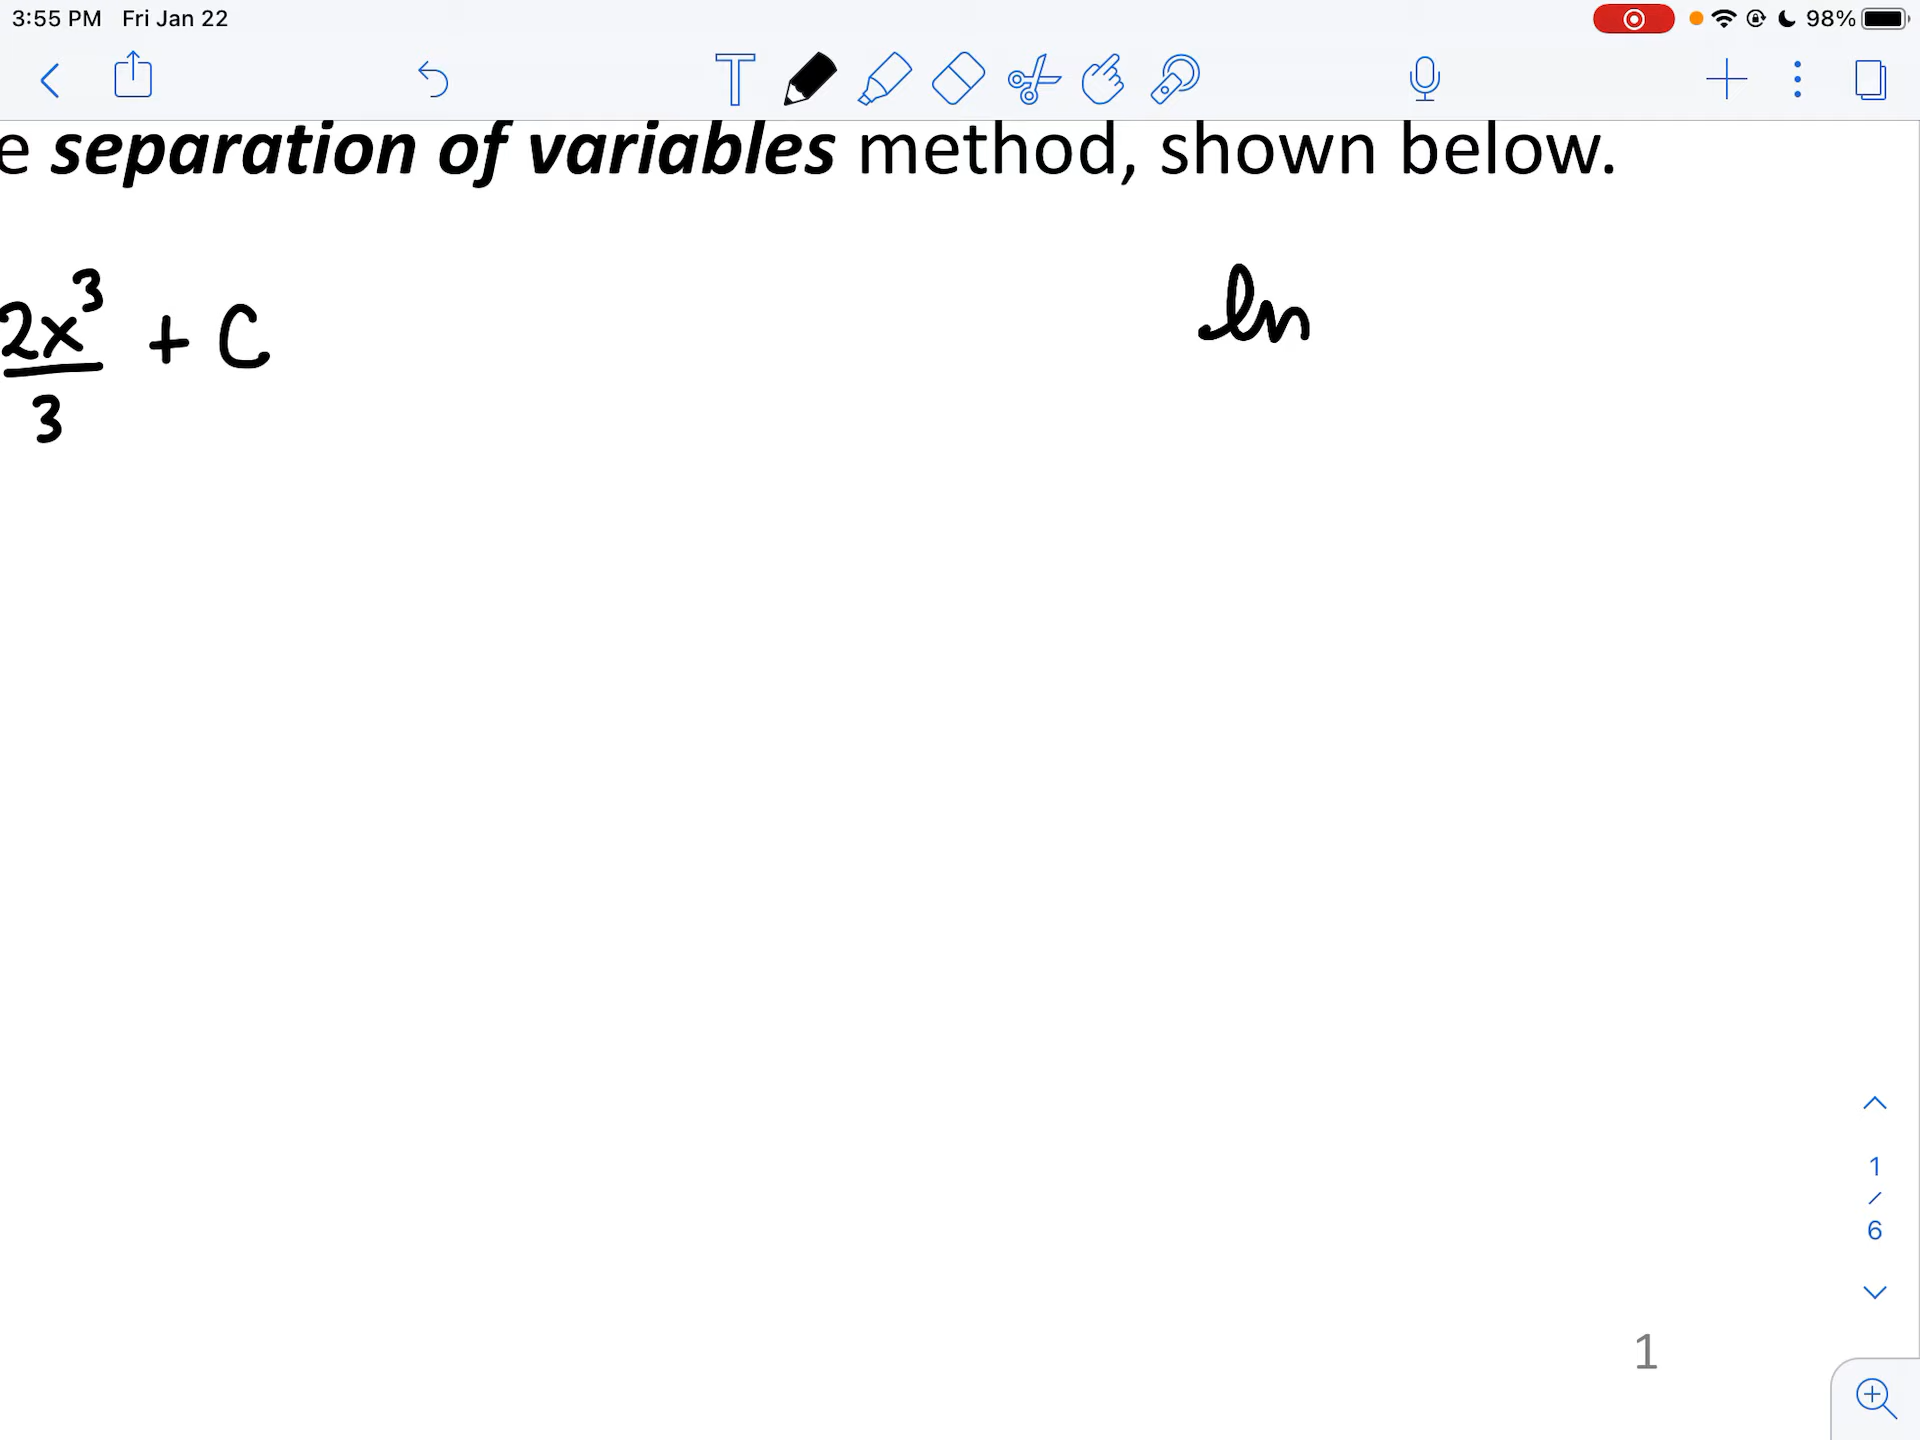 3:55 PM Fri Jan 22 98%
T
e separation of variables method, shown below.
2x³/3 + C
ln
1
/
6
1